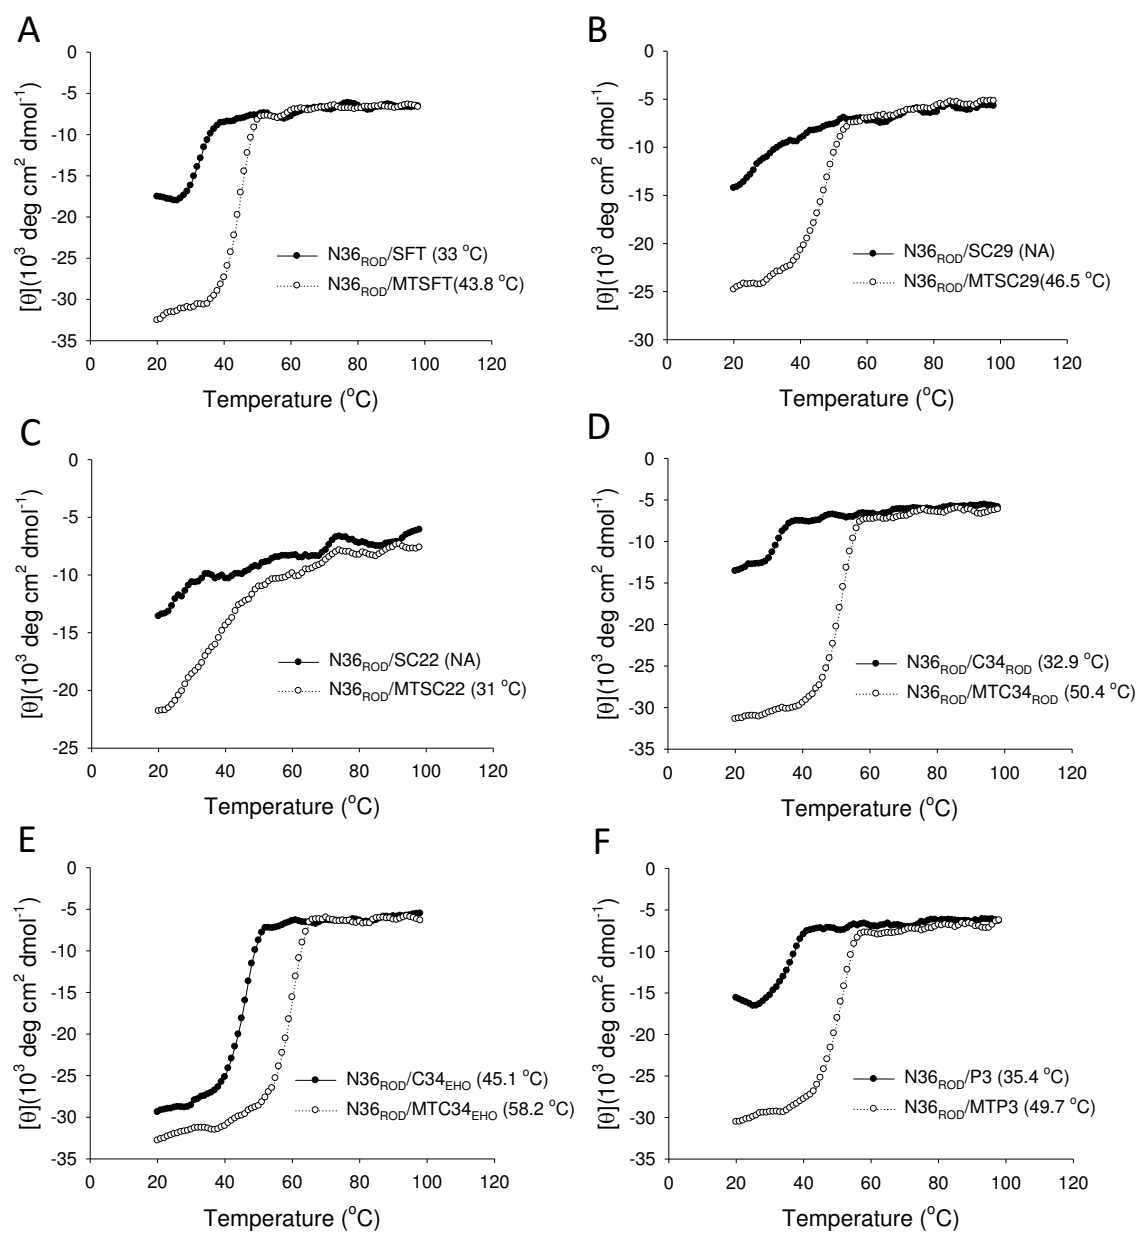 A
0
-5
-10
-15
-20
-25
-30
-35
[θ](10³ deg cm² dmol⁻¹)
N36ROD/SFT (33 °C)
N36ROD/MTSFT(43.8 °C)
0 20 40 60 80 100 120
Temperature (°C)
B
0
-5
-10
-15
-20
-25
-30
[θ](10³ deg cm² dmol⁻¹)
N36ROD/SC29 (NA)
N36ROD/MTSC29(46.5 °C)
0 20 40 60 80 100 120
Temperature (°C)
C
0
-5
-10
-15
-20
-25
[θ](10³ deg cm² dmol⁻¹)
N36ROD/SC22 (NA)
N36ROD/MTSC22 (31 °C)
0 20 40 60 80 100 120
Temperature (°C)
D
0
-5
-10
-15
-20
-25
-30
-35
[θ](10³ deg cm² dmol⁻¹)
N36ROD/C34ROD (32.9 °C)
N36ROD/MTC34ROD (50.4 °C)
0 20 40 60 80 100 120
Temperature (°C)
E
0
-5
-10
-15
-20
-25
-30
-35
[θ](10³ deg cm² dmol⁻¹)
N36ROD/C34EHO (45.1 °C)
N36ROD/MTC34EHO (58.2 °C)
0 20 40 60 80 100 120
Temperature (°C)
F
0
-5
-10
-15
-20
-25
-30
-35
[θ](10³ deg cm² dmol⁻¹)
N36ROD/P3 (35.4 °C)
N36ROD/MTP3 (49.7 °C)
0 20 40 60 80 100 120
Temperature (°C)